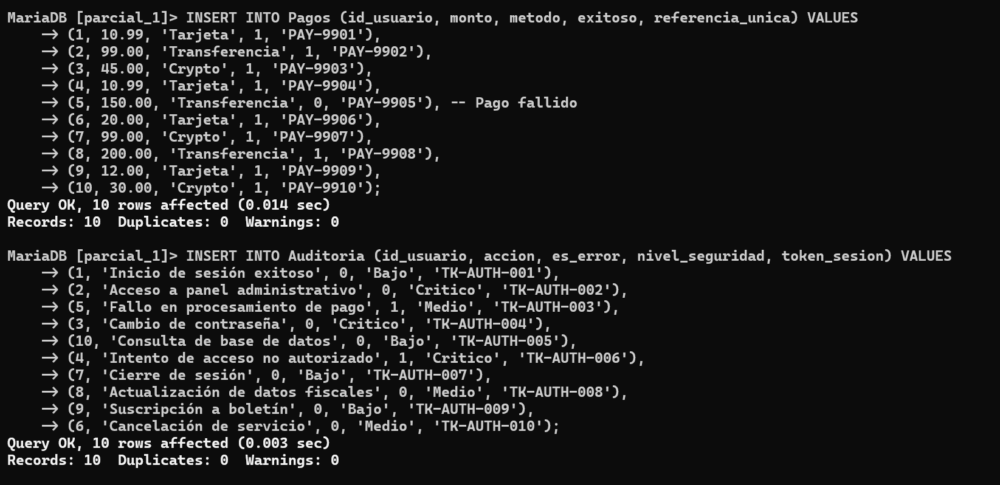 MariaDB [parcial_1]> INSERT INTO Pagos (id_usuario, monto, metodo, exitoso, referencia_unica) VALUES
    -> (1, 10.99, 'Tarjeta', 1, 'PAY-9901'),
    -> (2, 99.00, 'Transferencia', 1, 'PAY-9902'),
    -> (3, 45.00, 'Crypto', 1, 'PAY-9903'),
    -> (4, 10.99, 'Tarjeta', 1, 'PAY-9904'),
    -> (5, 150.00, 'Transferencia', 0, 'PAY-9905'), -- Pago fallido
    -> (6, 20.00, 'Tarjeta', 1, 'PAY-9906'),
    -> (7, 99.00, 'Crypto', 1, 'PAY-9907'),
    -> (8, 200.00, 'Transferencia', 1, 'PAY-9908'),
    -> (9, 12.00, 'Tarjeta', 1, 'PAY-9909'),
    -> (10, 30.00, 'Crypto', 1, 'PAY-9910');
Query OK, 10 rows affected (0.014 sec)
Records: 10  Duplicates: 0  Warnings: 0

MariaDB [parcial_1]> INSERT INTO Auditoria (id_usuario, accion, es_error, nivel_seguridad, token_sesion) VALUES
    -> (1, 'Inicio de sesión exitoso', 0, 'Bajo', 'TK-AUTH-001'),
    -> (2, 'Acceso a panel administrativo', 0, 'Critico', 'TK-AUTH-002'),
    -> (5, 'Fallo en procesamiento de pago', 1, 'Medio', 'TK-AUTH-003'),
    -> (3, 'Cambio de contraseña', 0, 'Critico', 'TK-AUTH-004'),
    -> (10, 'Consulta de base de datos', 0, 'Bajo', 'TK-AUTH-005'),
    -> (4, 'Intento de acceso no autorizado', 1, 'Critico', 'TK-AUTH-006'),
    -> (7, 'Cierre de sesión', 0, 'Bajo', 'TK-AUTH-007'),
    -> (8, 'Actualización de datos fiscales', 0, 'Medio', 'TK-AUTH-008'),
    -> (9, 'Suscripción a boletín', 0, 'Bajo', 'TK-AUTH-009'),
    -> (6, 'Cancelación de servicio', 0, 'Medio', 'TK-AUTH-010');
Query OK, 10 rows affected (0.003 sec)
Records: 10  Duplicates: 0  Warnings: 0